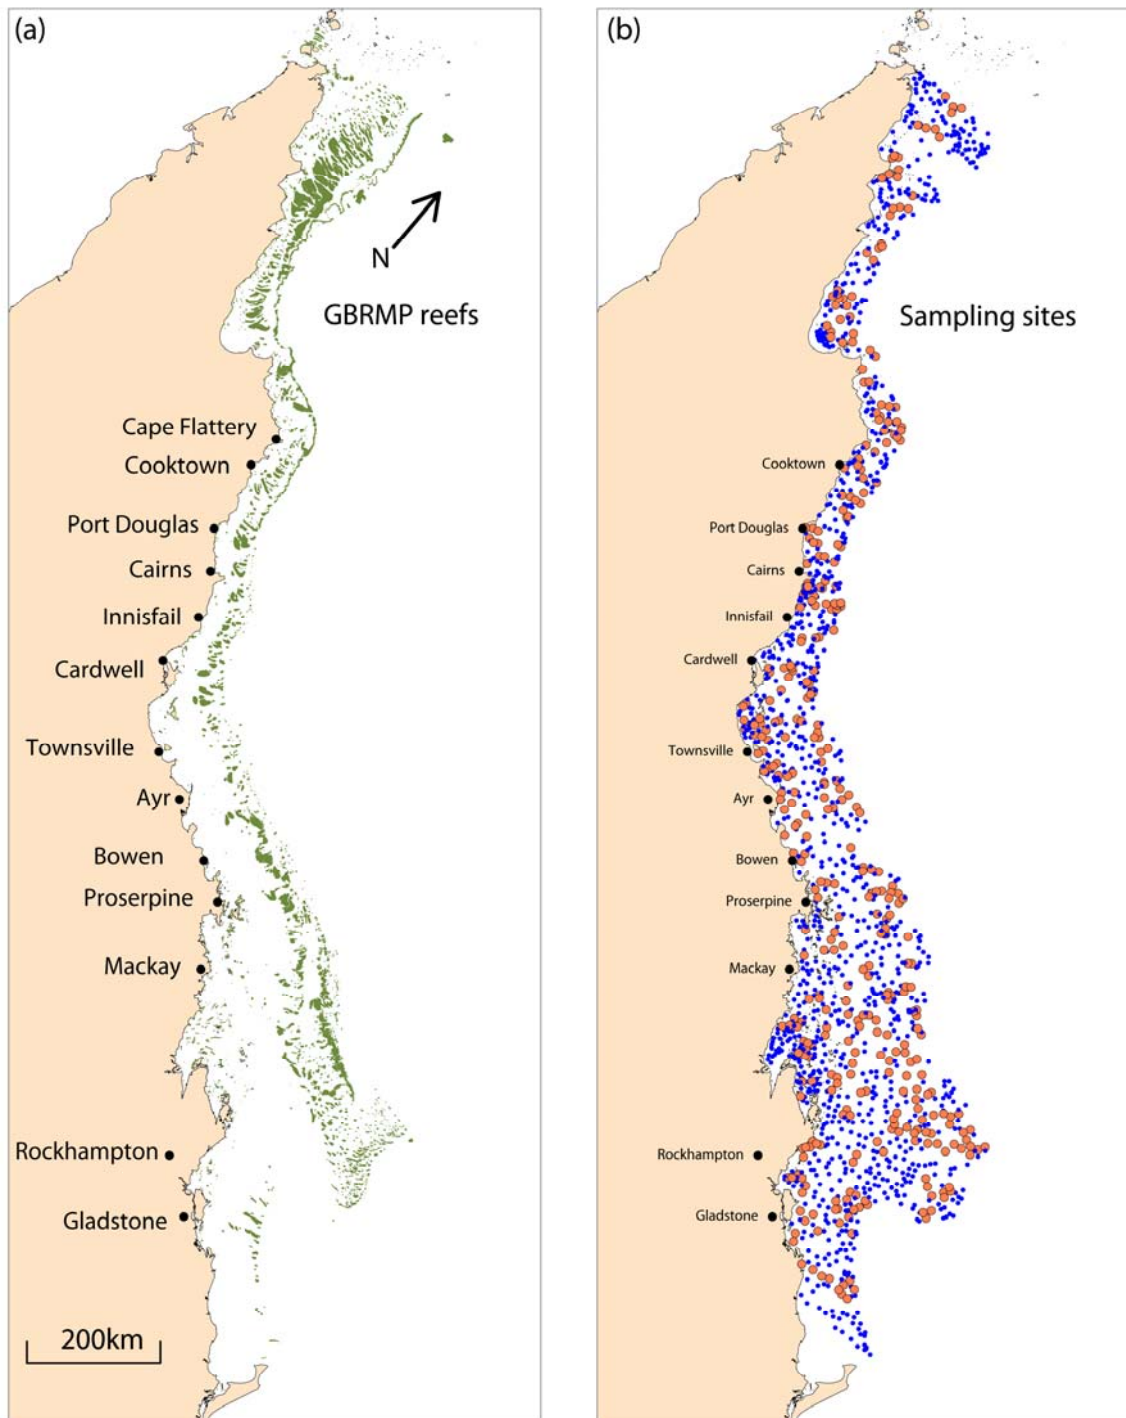 (a)
N
GBRMP reefs
Cape Flattery
Cooktown
Port Douglas
Cairns
Innisfail
Cardwell
Townsville
Ayr
Bowen
Proserpine
Mackay
Rockhampton
Gladstone
200km
(b)
Sampling sites
Cooktown
Port Douglas
Cairns
Innisfail
Cardwell
Townsville
Ayr
Bowen
Proserpine
Mackay
Rockhampton
Gladstone